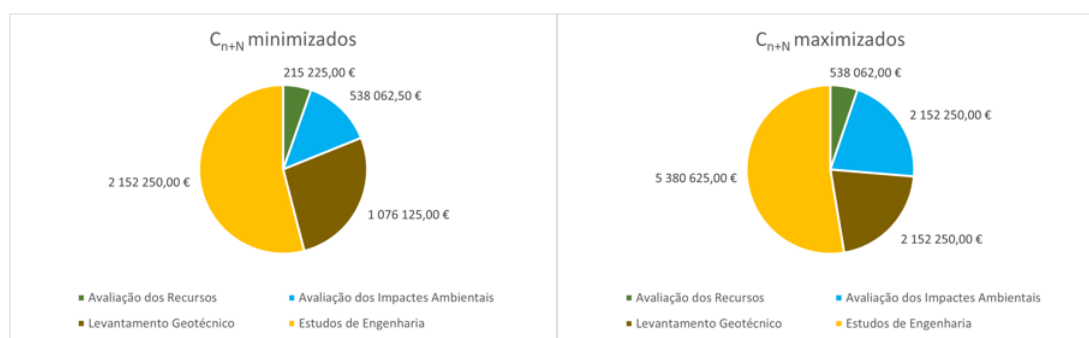 C_{n+N} minimizados
215 225,00 €
538 062,50 €
2 152 250,00 €
1 076 125,00 €
Avaliação dos Recursos
Avaliação dos Impactes Ambientais
Levantamento Geotécnico
Estudos de Engenharia
C_{n+N} maximizados
538 062,00 €
2 152 250,00 €
5 380 625,00 €
2 152 250,00 €
Avaliação dos Recursos
Avaliação dos Impactes Ambientais
Levantamento Geotécnico
Estudos de Engenharia